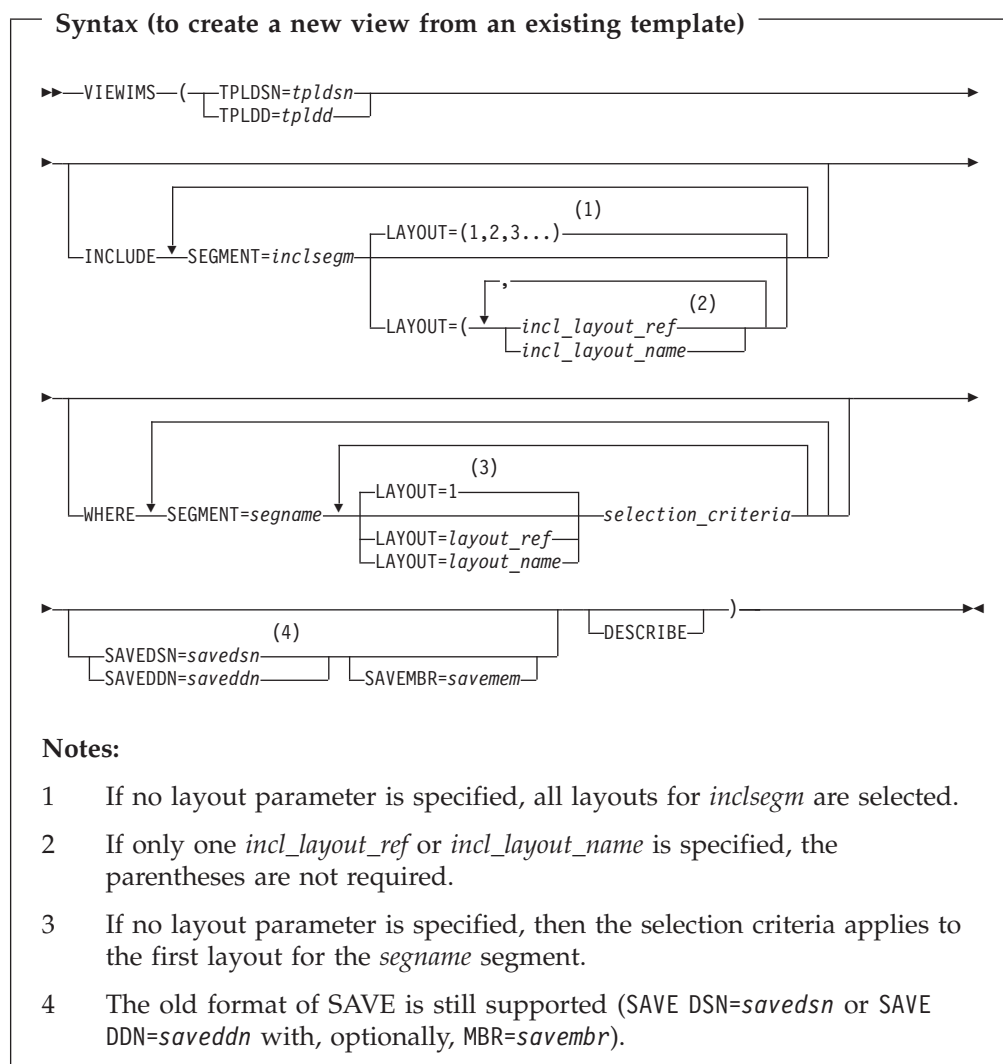 Syntax (to create a new view from an existing template)
VIEWIMS ( TPLDSN=tpldsn
TPLDD=tpldd
(1)
LAYOUT=(1,2,3...)
INCLUDE SEGMENT=inclsegm
,
(2)
LAYOUT=( incl_layout_ref
incl_layout_name
(3)
LAYOUT=1
WHERE SEGMENT=segname selection_criteria
LAYOUT=layout_ref
LAYOUT=layout_name
)
(4) DESCRIBE
SAVEDSN=savedsn
SAVEDDN=saveddn SAVEMBR=savemem
Notes:
1 If no layout parameter is specified, all layouts for inclsegm are selected.
2 If only one incl_layout_ref or incl_layout_name is specified, the
parentheses are not required.
3 If no layout parameter is specified, then the selection criteria applies to
the first layout for the segname segment.
4 The old format of SAVE is still supported (SAVE DSN=savedsn or SAVE
DDN=saveddn with, optionally, MBR=savembr).